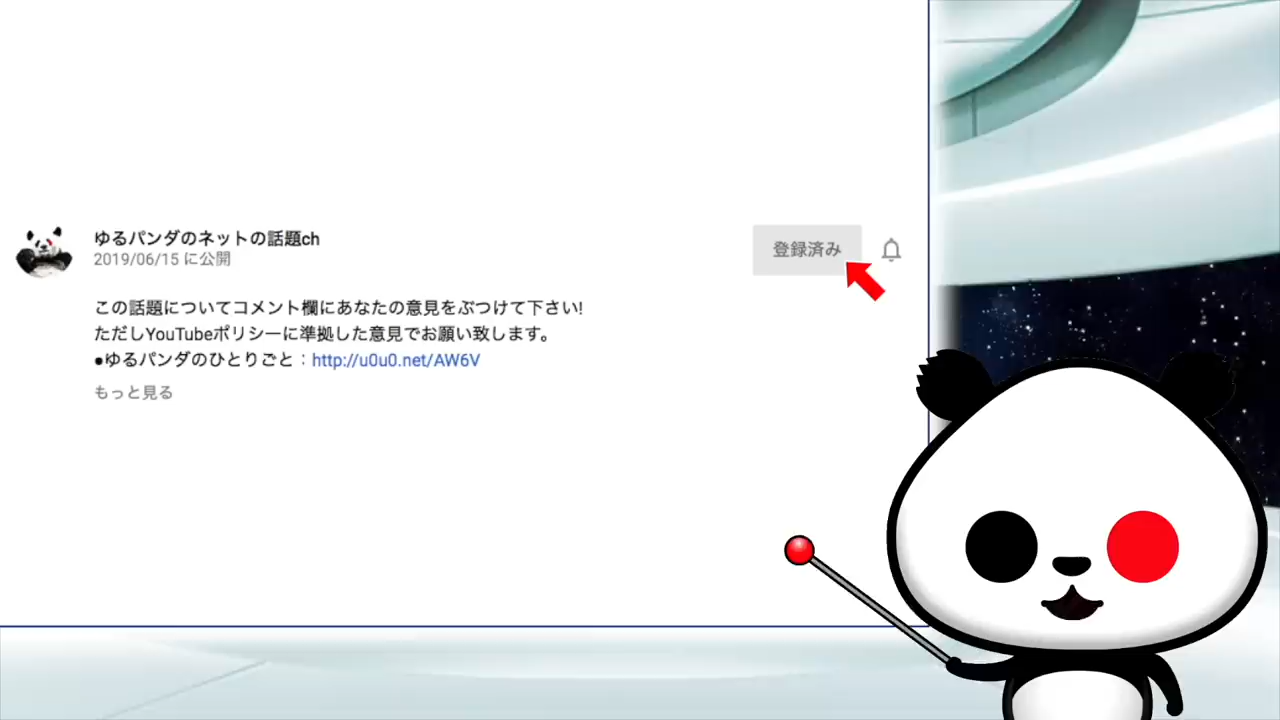 ゆるパンダのネットの話題ch
2019/06/15 に公開
登録済み
この話題についてコメント欄にあなたの意見をぶつけて下さい!
ただしYouTubeポリシーに準拠した意見でお願い致します。
●ゆるパンダのひとりごと：http://u0u0.net/AW6V
もっと見る